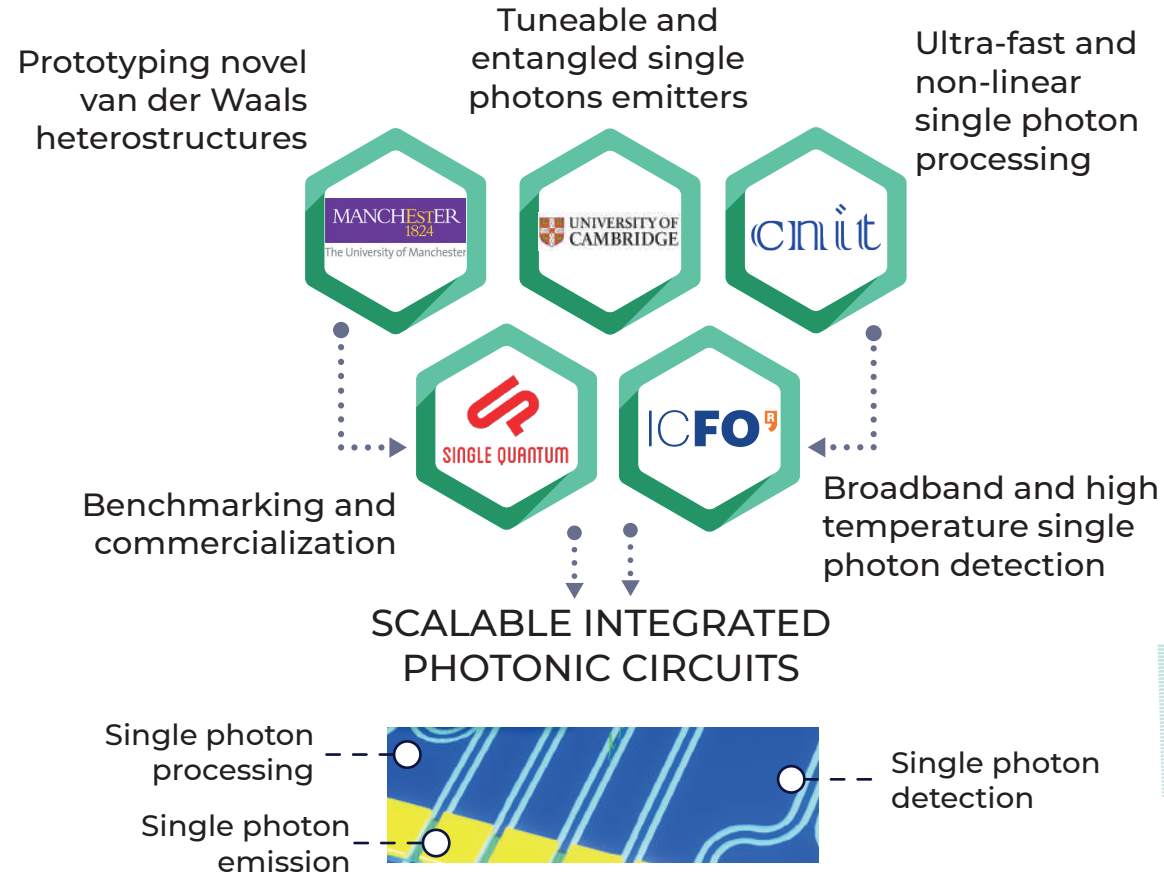 Prototyping novel
van der Waals
heterostructures
Tuneable and
entangled single
photons emitters
Ultra-fast and
non-linear
single photon
processing
MANCHESTER
1824
The University of Manchester
UNIVERSITY OF
CAMBRIDGE
cnit
SINGLE QUANTUM
ICFO
R
Benchmarking and
commercialization
Broadband and high
temperature single
photon detection
SCALABLE INTEGRATED
PHOTONIC CIRCUITS
Single photon
processing
Single photon
emission
Single photon
detection